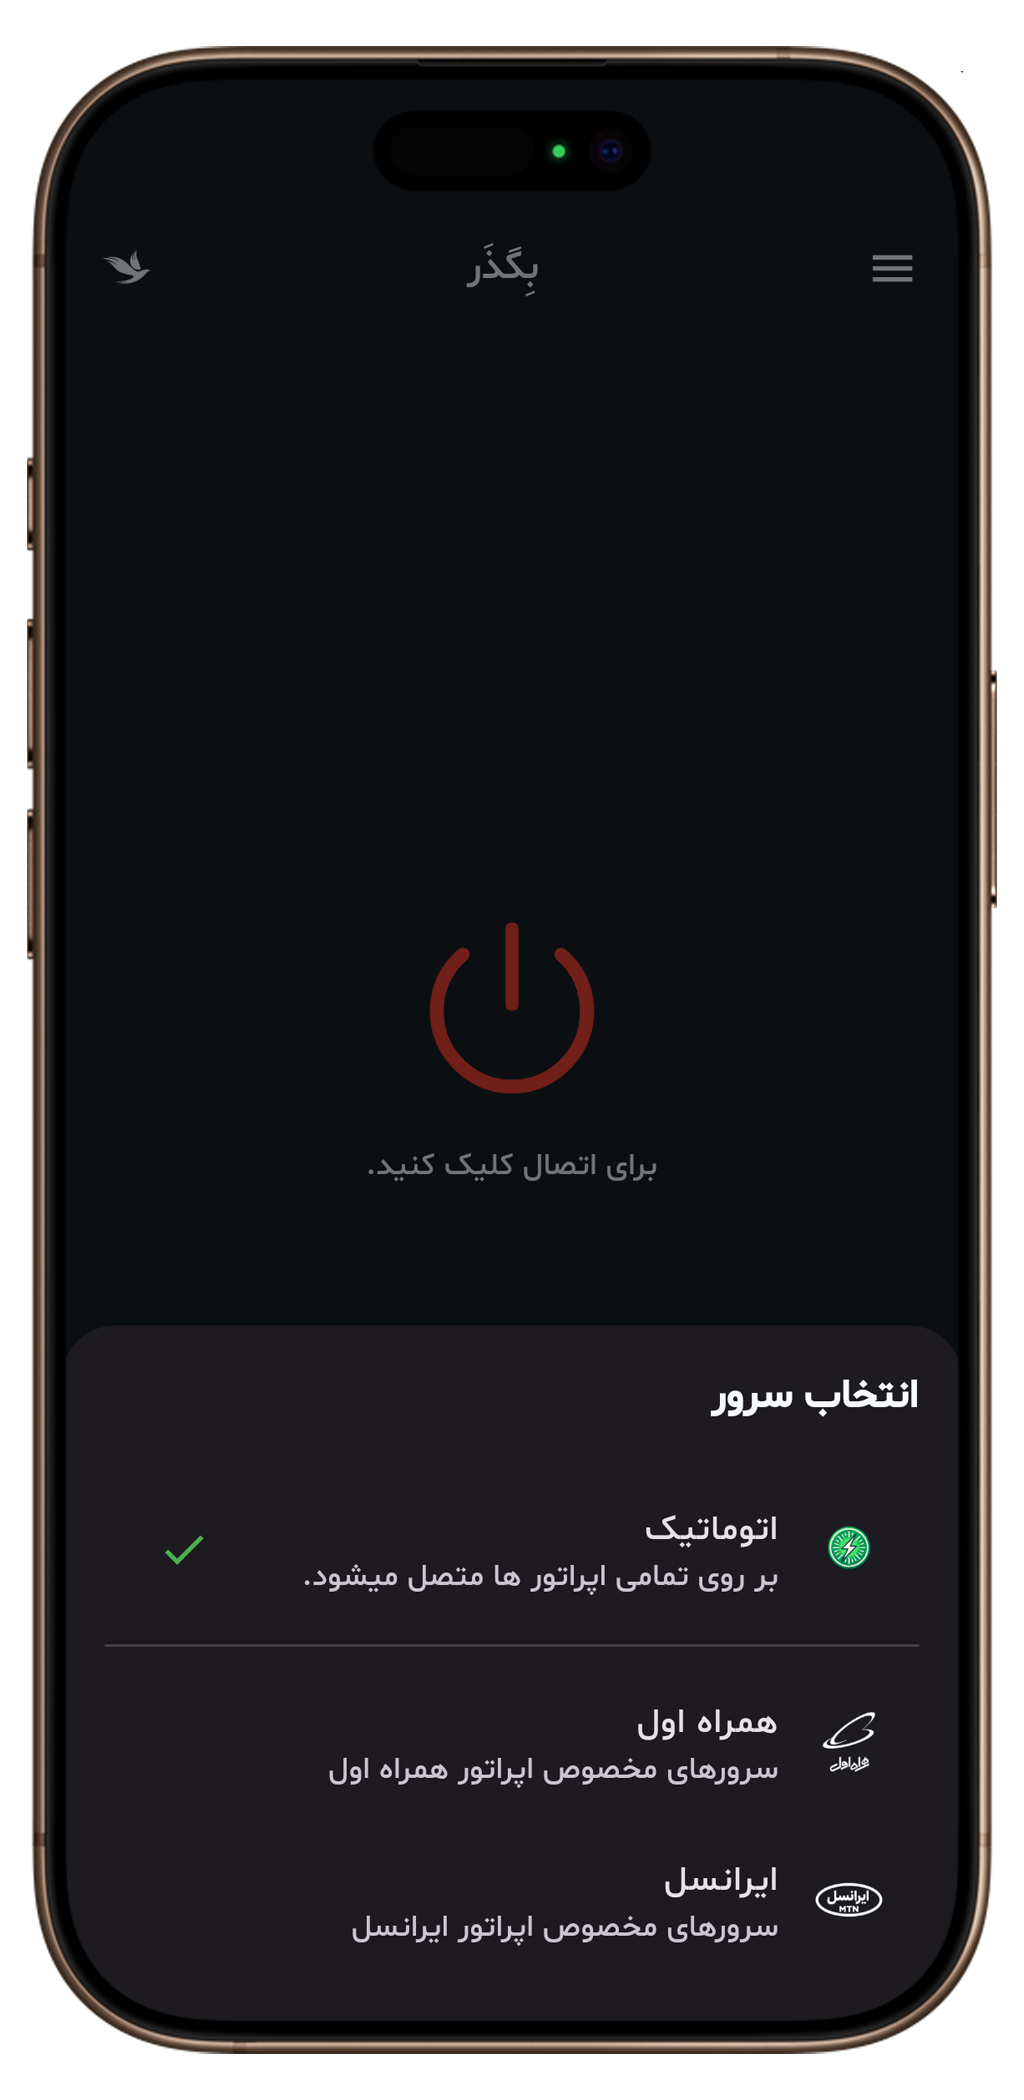 بِگذَر
برای اتصال کلیک کنید.
انتخاب سرور
اتوماتیک
بر روی تمامی اپراتور ها متصل میشود.
همراه اول
سرورهای مخصوص اپراتور همراه اول
همراه اول
ایرانسل
سرورهای مخصوص اپراتور ایرانسل
ایرانسل
MTN